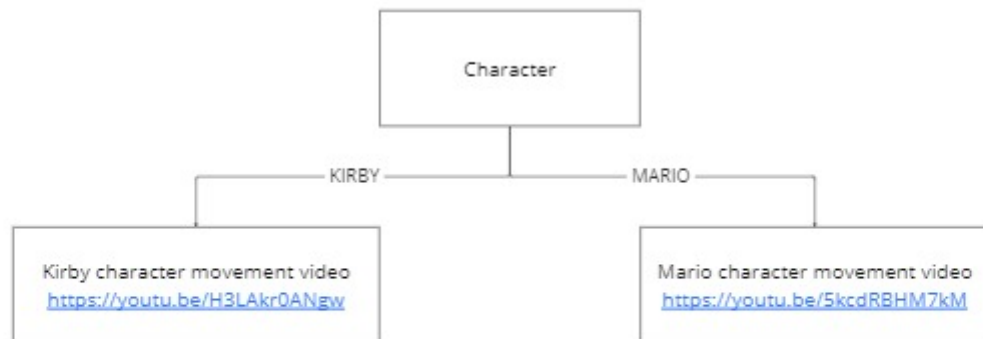 Character
KIRBY
MARIO
Kirby character movement video
https://youtu.be/H3LAkr0ANgw
Mario character movement video
https://youtu.be/5kcdRBHM7kM